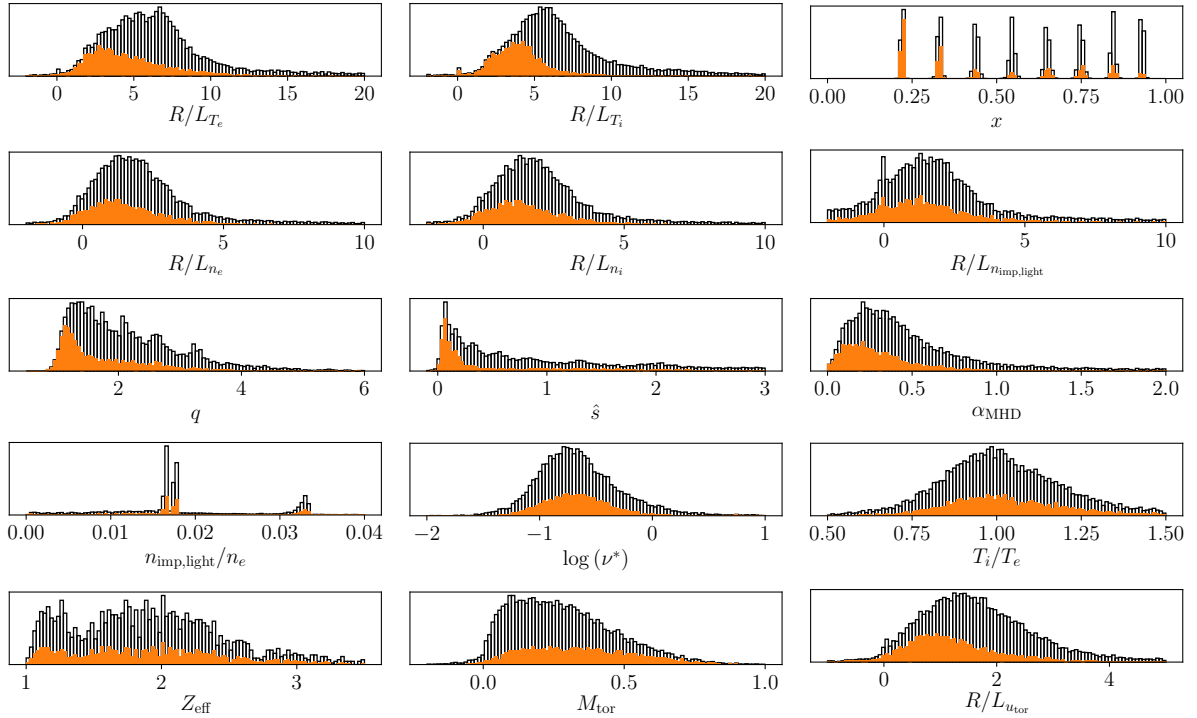 0 5 10 15 20
R/L_{T_e}
0 5 10 15 20
R/L_{T_i}
0.00 0.25 0.50 0.75 1.00
x
0 5 10
R/L_{n_e}
0 5 10
R/L_{n_i}
0 5 10
R/L_{n_{imp,light}}
2 4 6
q
0 1 2 3
ŝ
0.0 0.5 1.0 1.5 2.0
α_{MHD}
0.00 0.01 0.02 0.03 0.04
n_{imp,light}/n_e
−2 −1 0 1
log (ν*)
0.50 0.75 1.00 1.25 1.50
T_i/T_e
1 2 3
Z_{eff}
0.0 0.5 1.0
M_{tor}
0 2 4
R/L_{u_{tor}}